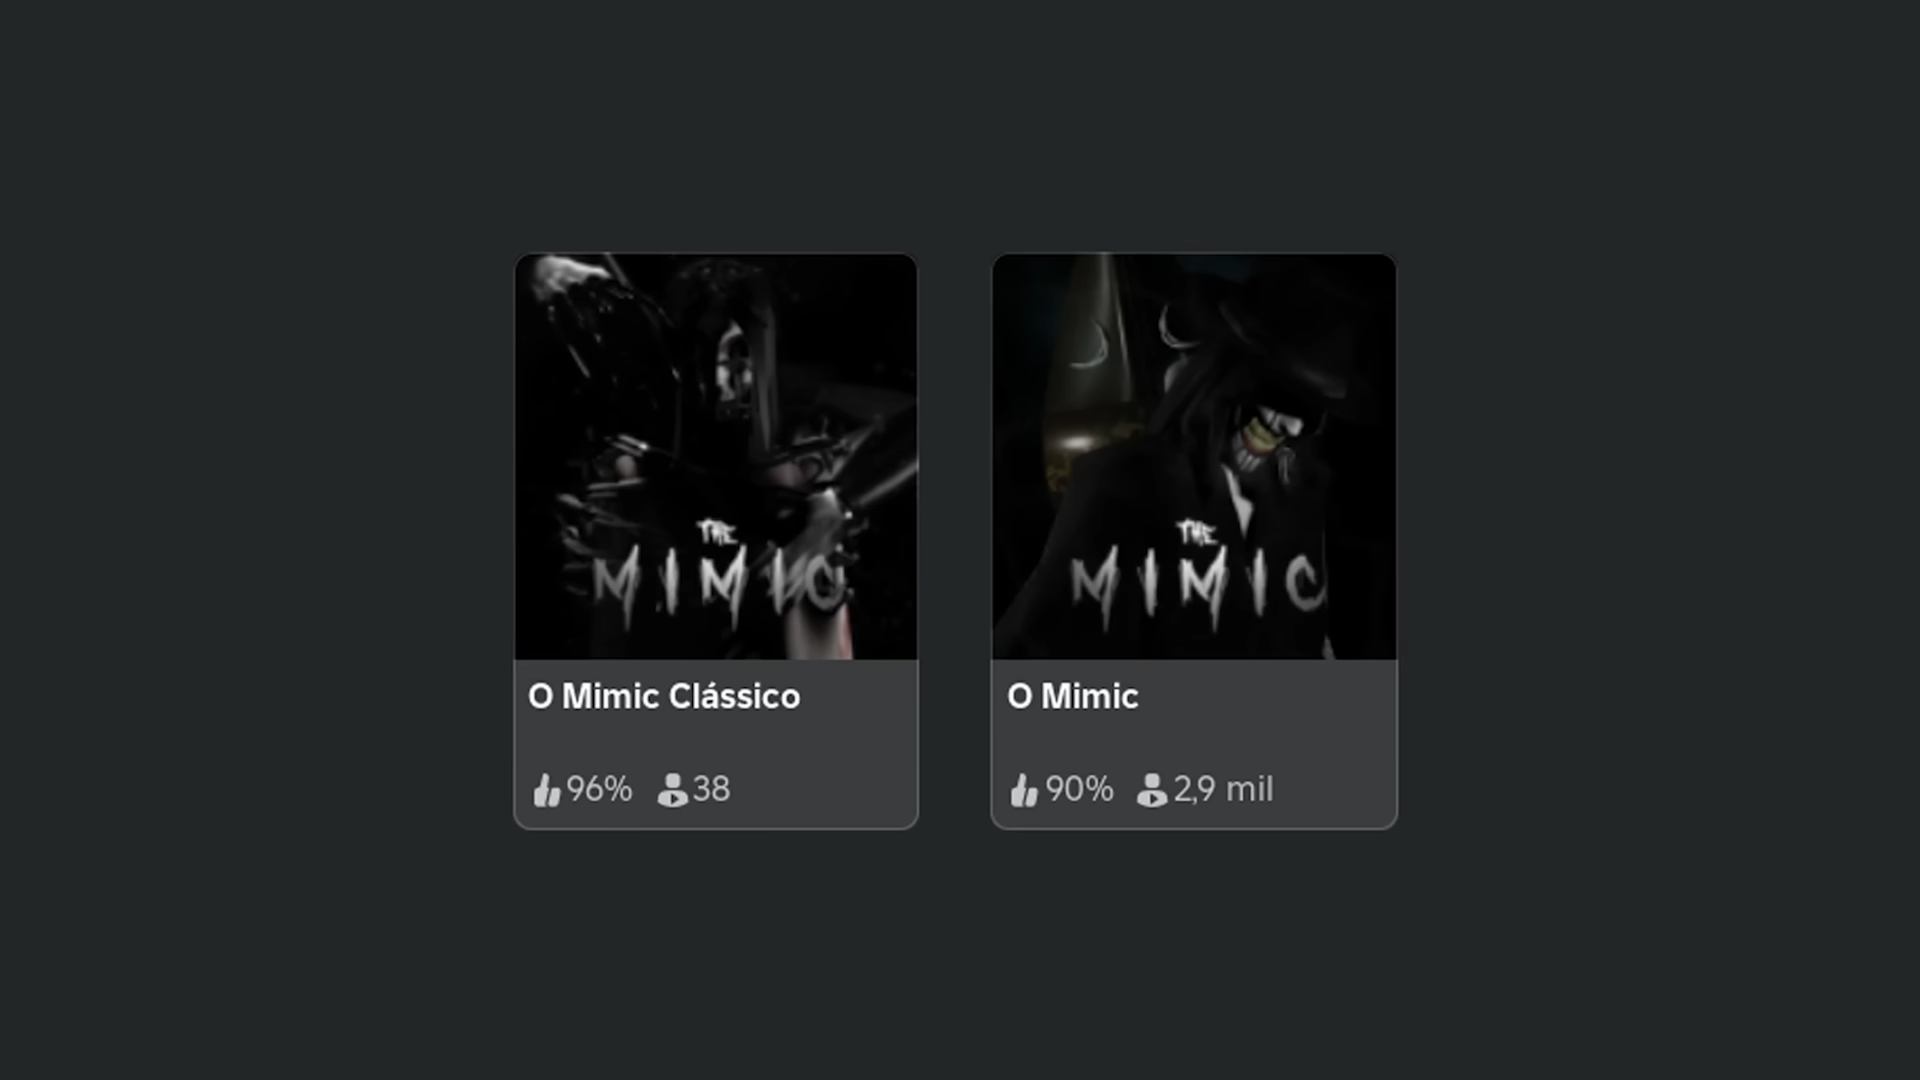 THE
MIMIC
O Mimic Clássico
96% 38
THE
MIMIC
O Mimic
90% 2,9 mil